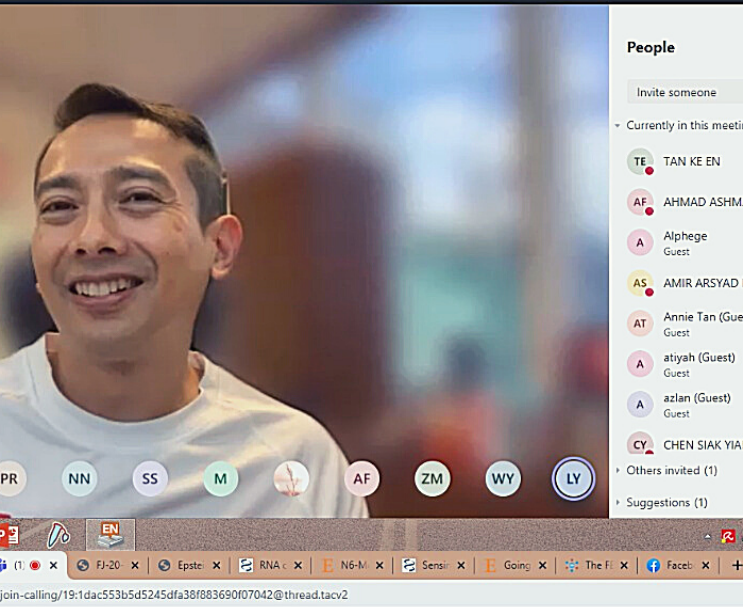 People
Invite someone
Currently in this meeti
TE TAN KE EN
AF AHMAD ASHM
A Alphege
Guest
AS AMIR ARSYAD
AT Annie Tan (Gue
Guest
A atiyah (Guest)
Guest
A azlan (Guest)
Guest
CY CHEN SIAK YIA
Others invited (1)
Suggestions (1)
PR NN SS M AF ZM WY LY
EN
(1) FJ-20- Epste RNA N6-M Sensi Going The F Faceb
join-calling/19:1dac553b5d5245dfa38f883690f07042@thread.tacv2